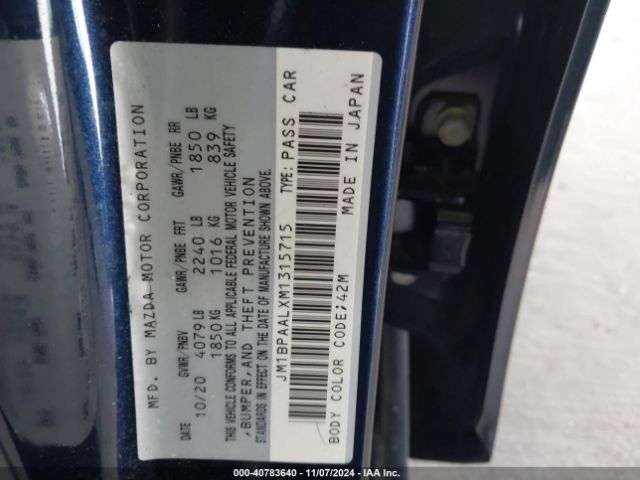 MFD. BY MAZDA MOTOR CORPORATION
DATE GVWR/PNBV GAWR/PNBE FRT GAWR/PNBE RR
10/20 4079 LB 2240 LB 1850 LB
1850 KG 1016 KG 839 KG
THIS VEHICLE CONFORMS TO ALL APPLICABLE FEDERAL MOTOR VEHICLE SAFETY
, BUMPER, AND THEFT PREVENTION
STANDARDS IN EFFECT ON THE DATE OF MANUFACTURE SHOWN ABOVE.
JM1BPAALXM1315715 TYPE: PASS CAR
BODY COLOR CODE;42M MADE IN JAPAN
000-40783640 - 11/07/2024 - IAA Inc.